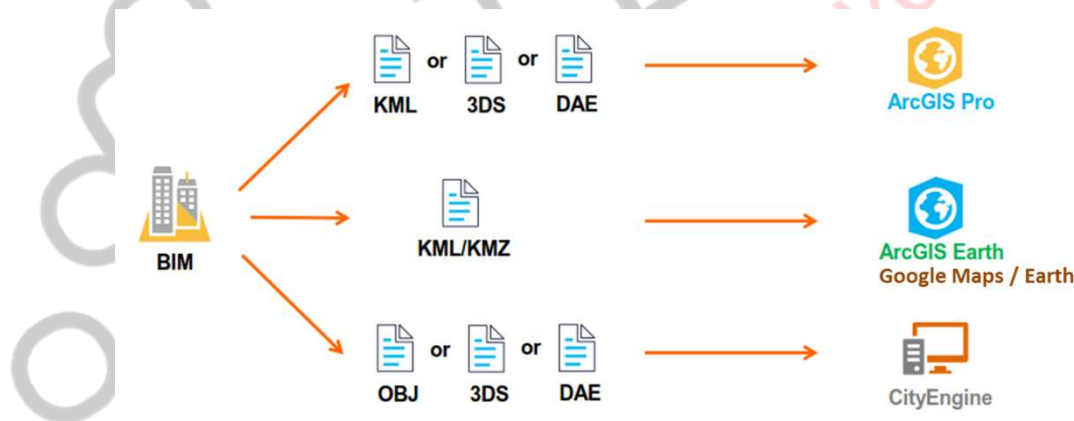 KML or 3DS or DAE
ArcGIS Pro
BIM
KML/KMZ
ArcGIS Earth
Google Maps / Earth
OBJ or 3DS or DAE
CityEngine